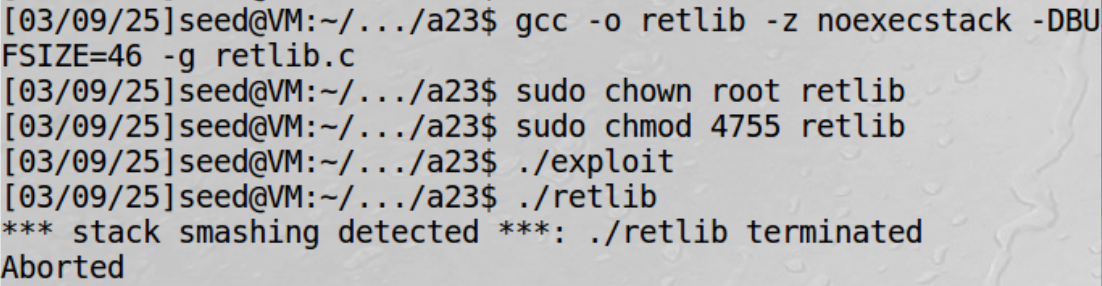 [03/09/25]seed@VM:~/.../a23$ gcc -o retlib -z noexecstack -DBU
FSIZE=46 -g retlib.c
[03/09/25]seed@VM:~/.../a23$ sudo chown root retlib
[03/09/25]seed@VM:~/.../a23$ sudo chmod 4755 retlib
[03/09/25]seed@VM:~/.../a23$ ./exploit
[03/09/25]seed@VM:~/.../a23$ ./retlib
*** stack smashing detected ***: ./retlib terminated
Aborted